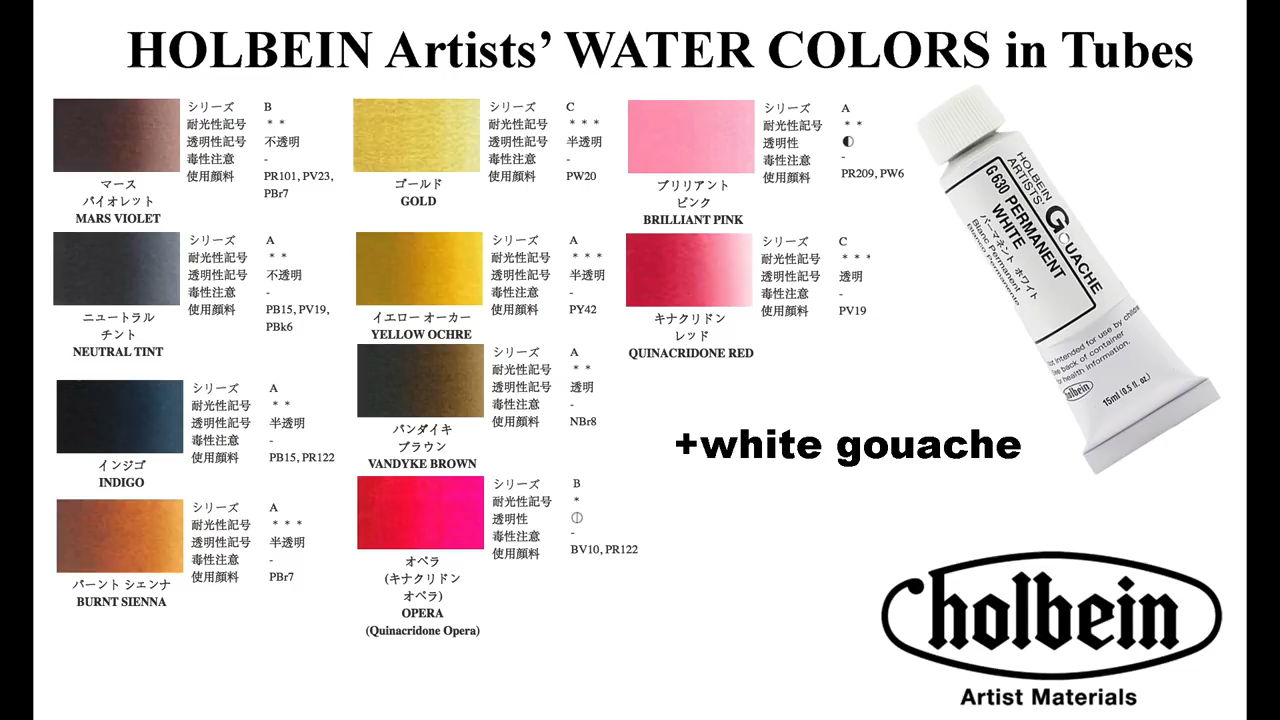 HOLBEIN Artists’ WATER COLORS in Tubes
シリーズ B
耐光性記号 * *
透明性記号 不透明
毒性注意 -
使用顔料 PR101, PV23,
PBr7
マース
バイオレット
MARS VIOLET
シリーズ A
耐光性記号 * *
透明性記号 不透明
毒性注意 -
使用顔料 PB15, PV19,
PBk6
ニュートラル
チント
NEUTRAL TINT
シリーズ A
耐光性記号 * *
透明性記号 半透明
毒性注意 -
使用顔料 PB15, PR122
インジゴ
INDIGO
シリーズ A
耐光性記号 * * *
透明性記号 半透明
毒性注意 -
使用顔料 PBr7
バーント シェンナ
BURNT SIENNA
シリーズ C
耐光性記号 * * *
透明性記号 半透明
毒性注意 -
使用顔料 PW20
ゴールド
GOLD
シリーズ A
耐光性記号 * * *
透明性記号 半透明
毒性注意 -
使用顔料 PY42
イエロー オーカー
YELLOW OCHRE
シリーズ A
耐光性記号 * *
透明性記号 透明
毒性注意 -
使用顔料 NBr8
バンダイキ
ブラウン
VANDYKE BROWN
シリーズ B
耐光性記号 *
透明性
毒性注意 -
使用顔料 BV10, PR122
オペラ
(キナクリドン
オペラ)
OPERA
(Quinacridone Opera)
シリーズ A
耐光性記号 * *
透明性 ◐
毒性注意 -
使用顔料 PR209, PW6
ブリリアント
ピンク
BRILLIANT PINK
シリーズ C
耐光性記号 * * *
透明性記号 透明
毒性注意 -
使用顔料 PV19
キナクリドン
レッド
QUINACRIDONE RED
HOLBEIN
ARTISTS'
GOUACHE
G630 PERMANENT
WHITE
パーマネント ホワイト
Blanc Permanent
Not intended for use by childre
See back of container
for health information.
holbein
15ml (0.5 fl. oz.)
+white gouache
holbein
Artist Materials